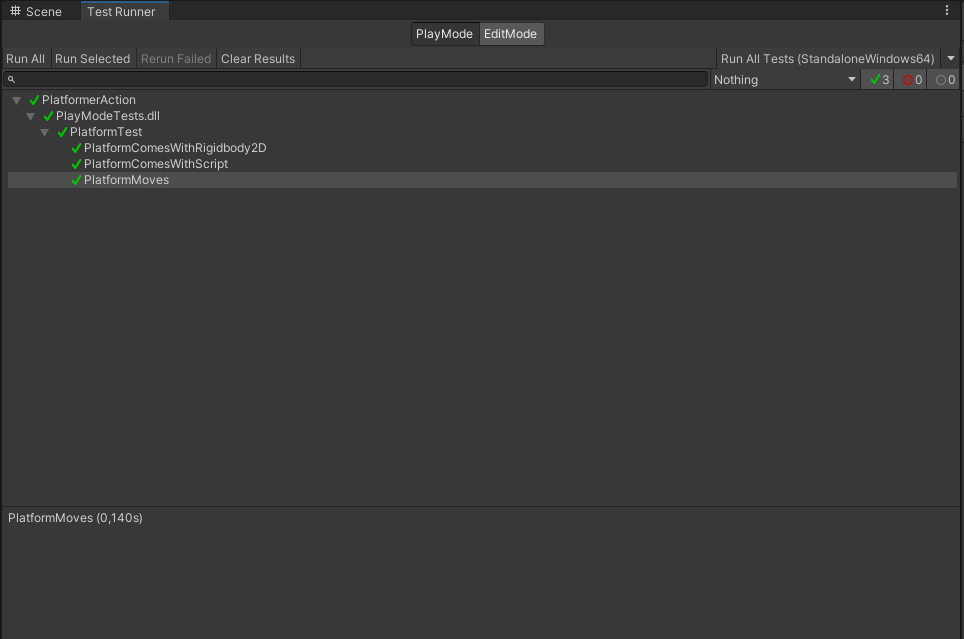 Scene Test Runner
PlayMode EditMode
Run All Run Selected Rerun Failed Clear Results Run All Tests (StandaloneWindows64)
Nothing 3 0 0
PlatformerAction
PlayModeTests.dll
PlatformTest
PlatformComesWithRigidbody2D
PlatformComesWithScript
PlatformMoves
PlatformMoves (0,140s)